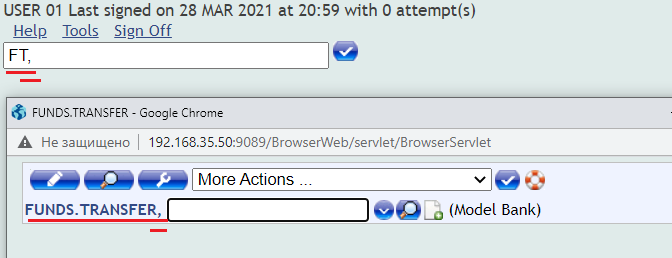 USER 01 Last signed on 28 MAR 2021 at 20:59 with 0 attempt(s)
Help Tools Sign Off
FT,
FUNDS.TRANSFER - Google Chrome
Не защищено 192.168.35.50:9089/BrowserWeb/servlet/BrowserServlet
More Actions ...
FUNDS.TRANSFER, (Model Bank)